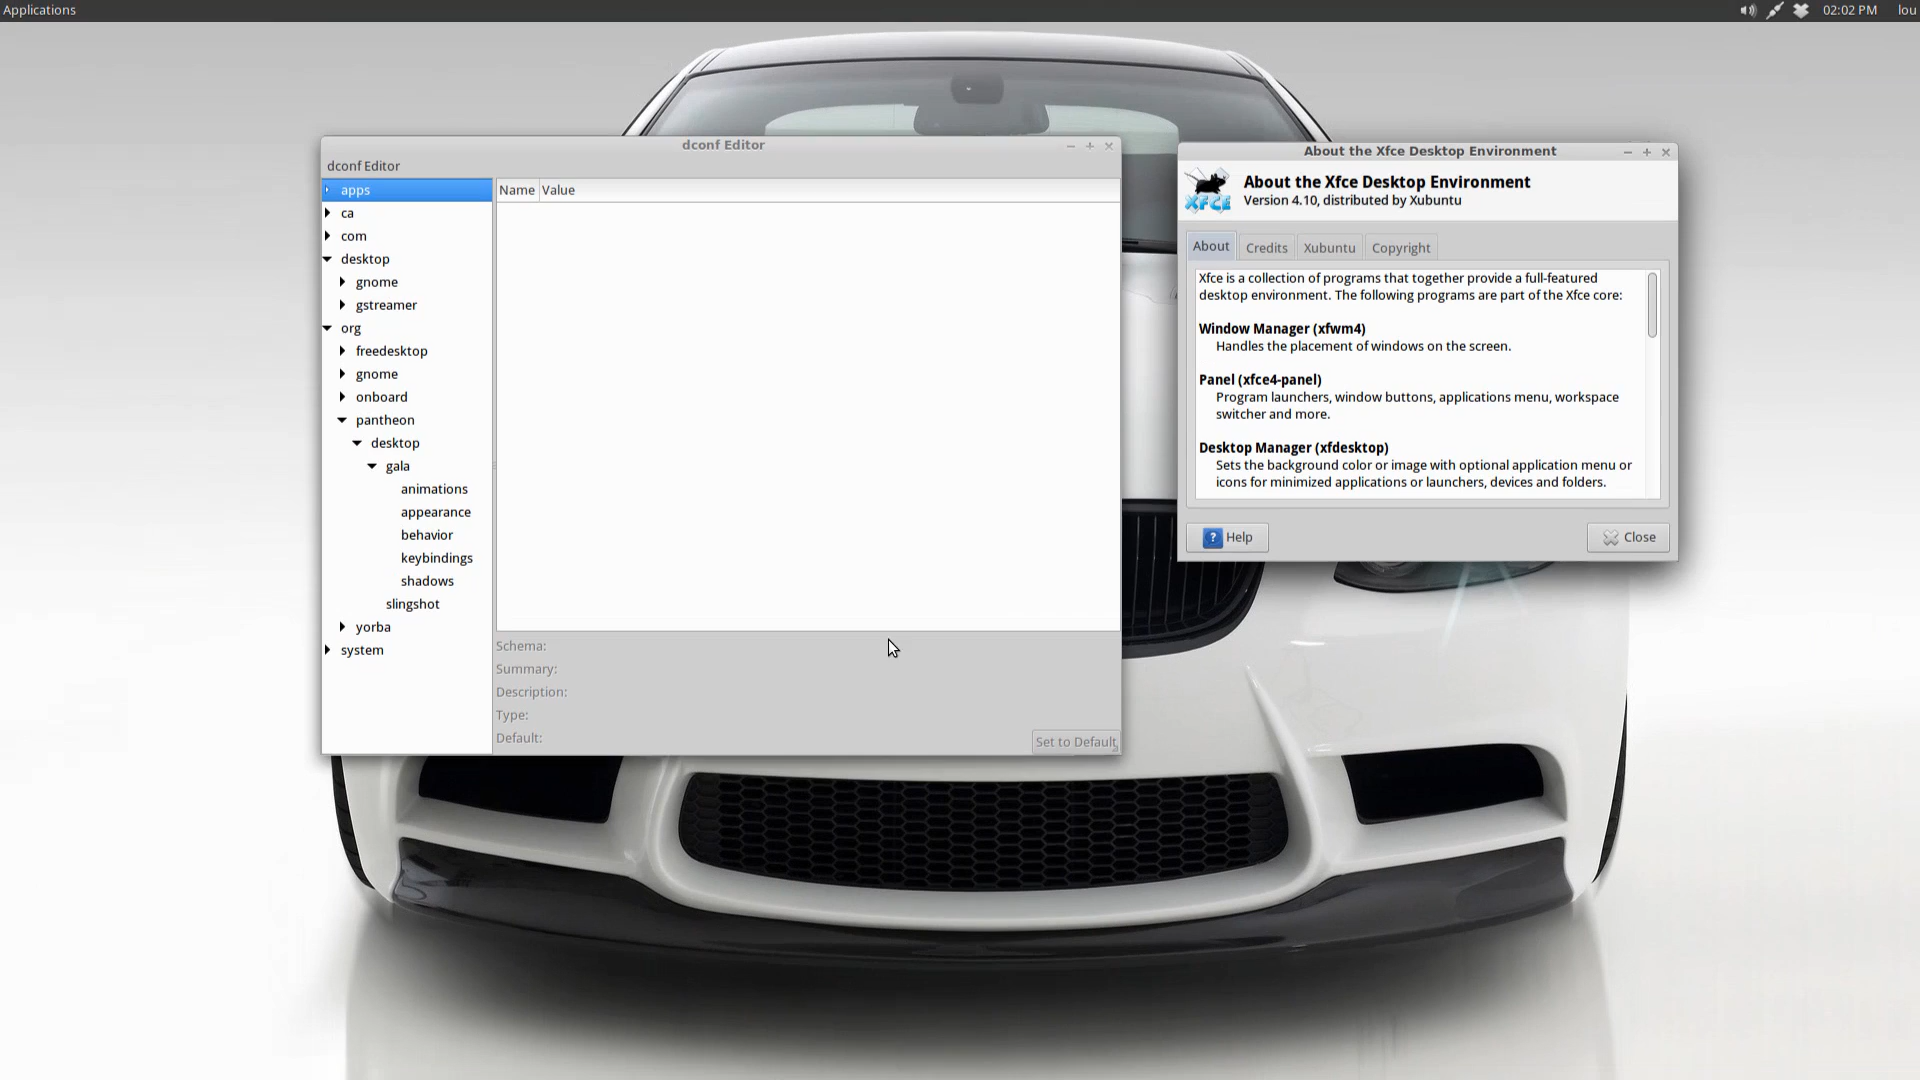 Applications
02:02 PM
lou
dconf Editor
dconf Editor
apps
ca
com
desktop
gnome
gstreamer
org
freedesktop
gnome
onboard
pantheon
desktop
gala
animations
appearance
behavior
keybindings
shadows
slingshot
yorba
system
Name Value
Schema:
Summary:
Description:
Type:
Default:
Set to Default
About the Xfce Desktop Environment
XFCE
About the Xfce Desktop Environment
Version 4.10, distributed by Xubuntu
About Credits Xubuntu Copyright
Xfce is a collection of programs that together provide a full-featured
desktop environment. The following programs are part of the Xfce core:
Window Manager (xfwm4)
Handles the placement of windows on the screen.
Panel (xfce4-panel)
Program launchers, window buttons, applications menu, workspace
switcher and more.
Desktop Manager (xfdesktop)
Sets the background color or image with optional application menu or
icons for minimized applications or launchers, devices and folders.
? Help
Close